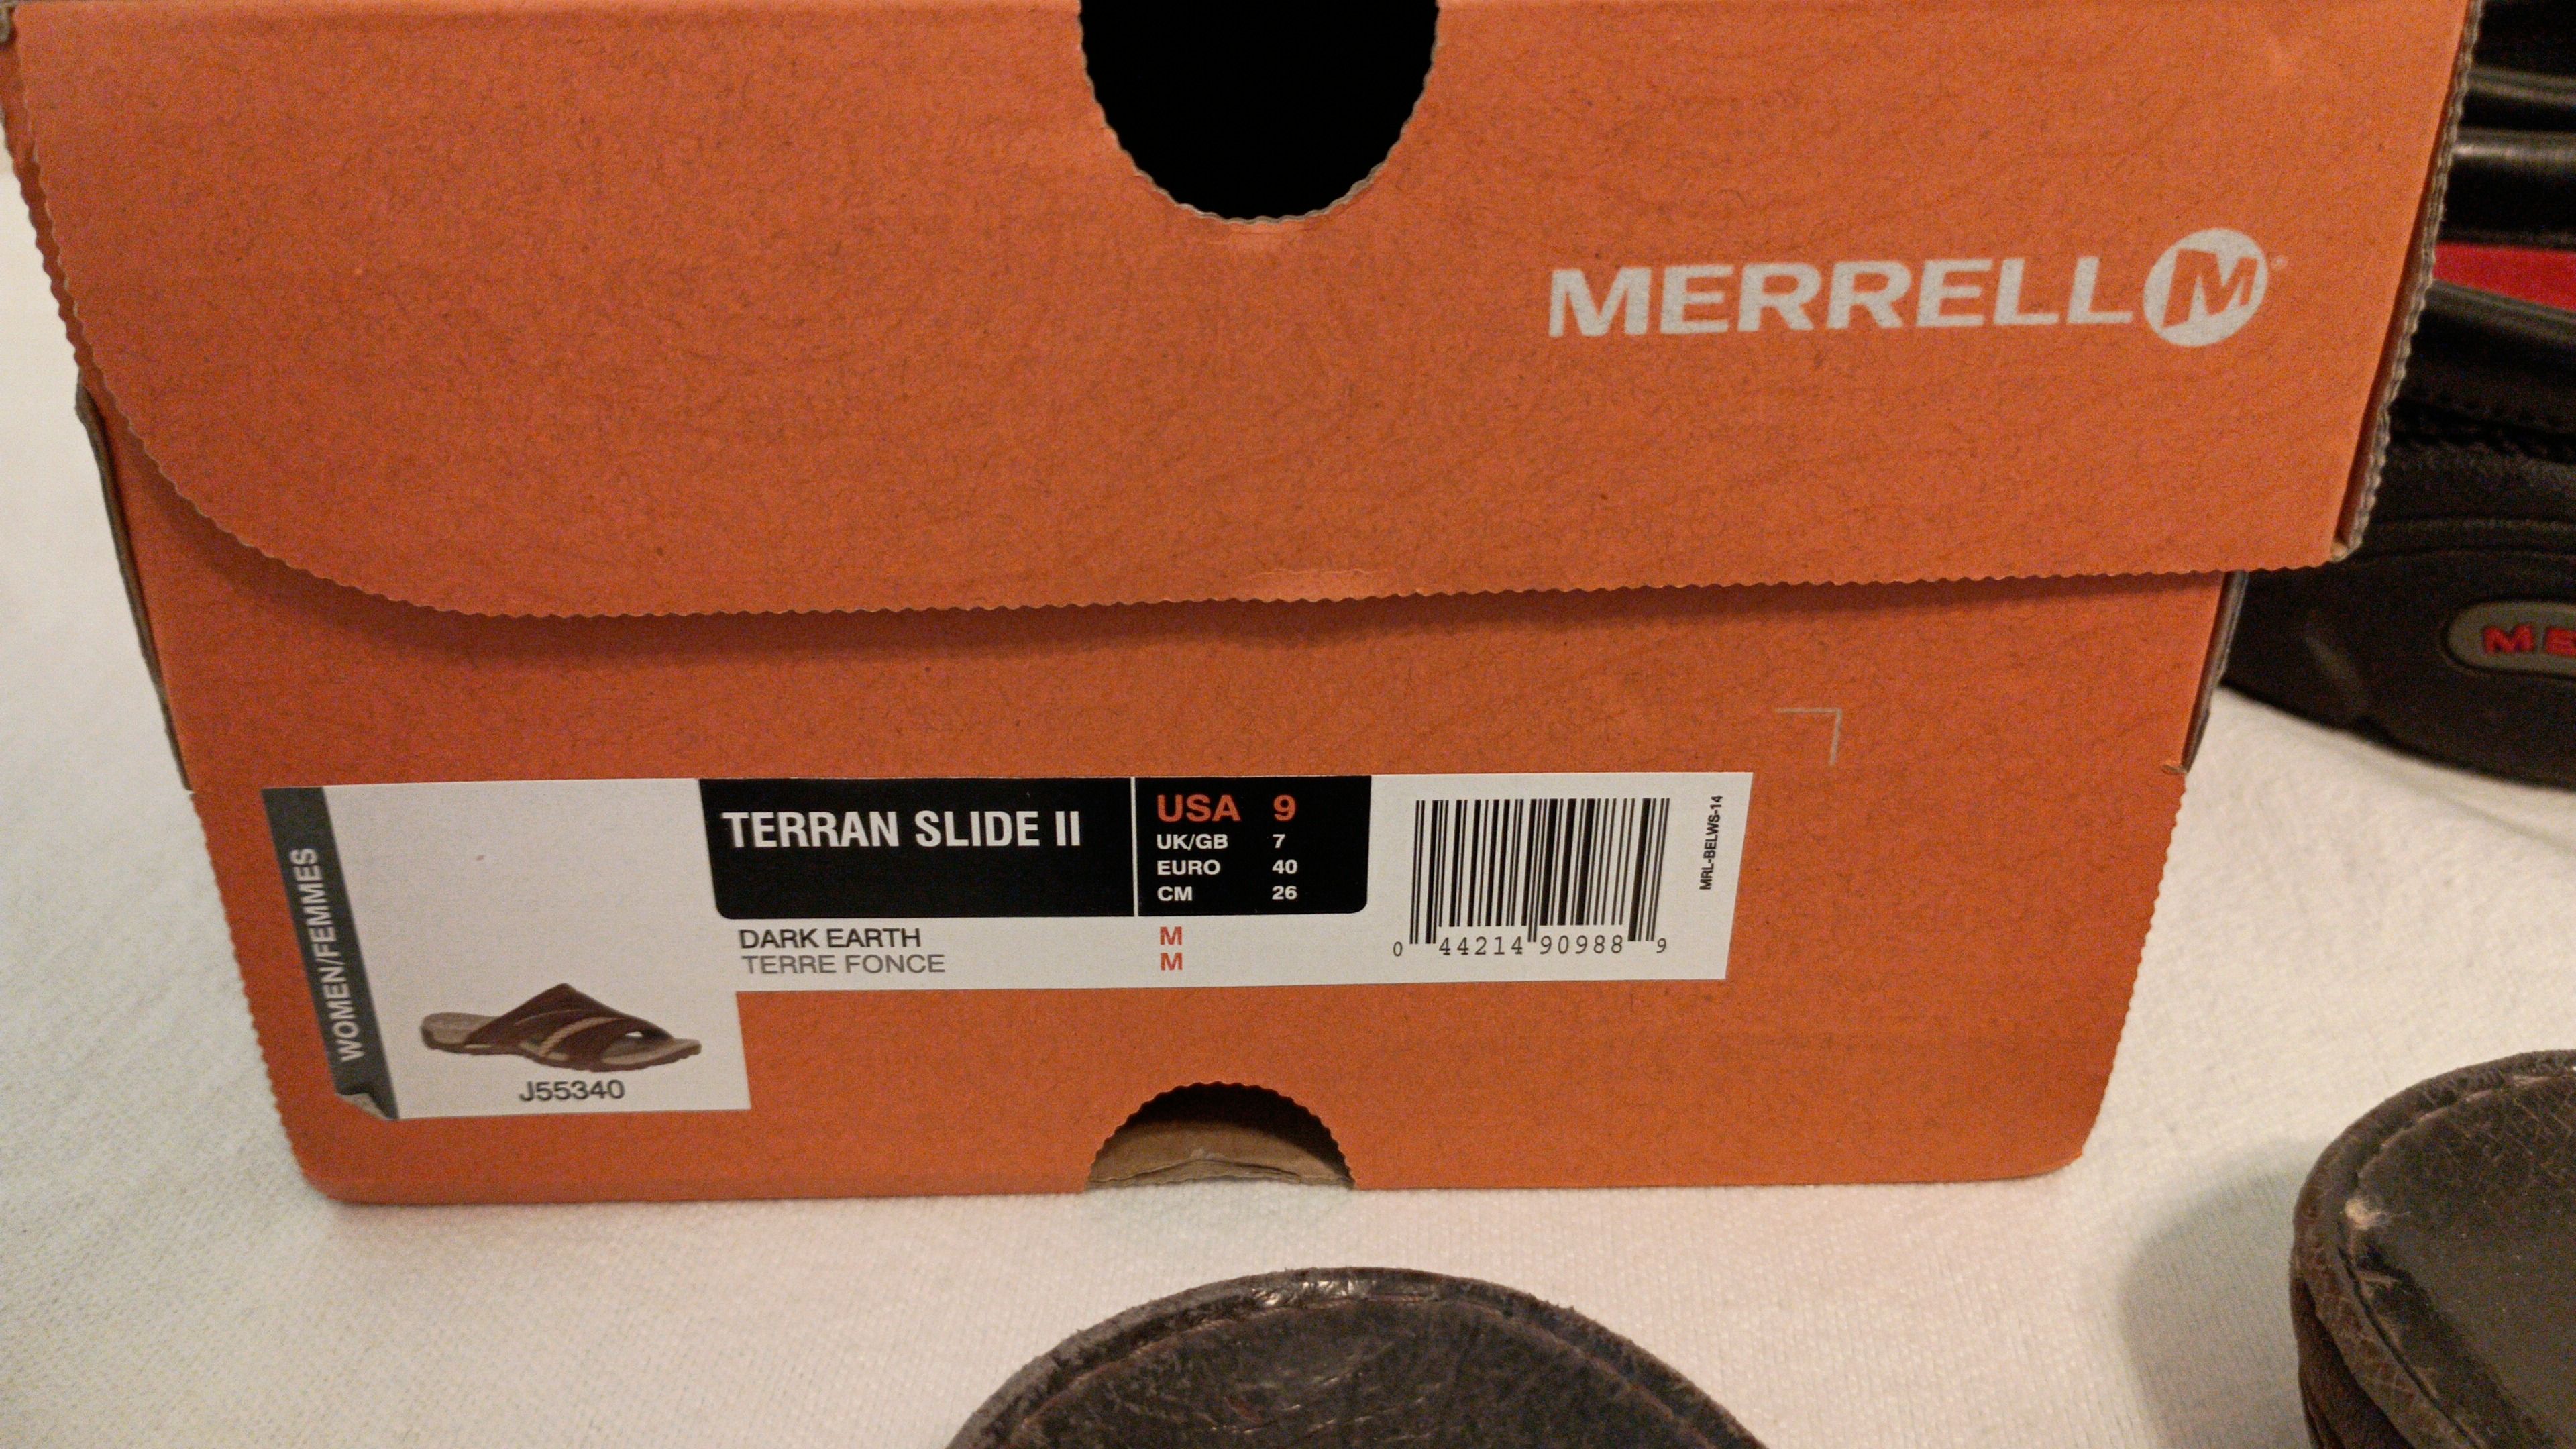 MERRELL M
WOMEN/FEMMES
TERRAN SLIDE II
USA 9
UK/GB 7
EURO 40
CM 26
DARK EARTH M
TERRE FONCE M
J55340
0 44214 90988 9
MRL-BELWS-14